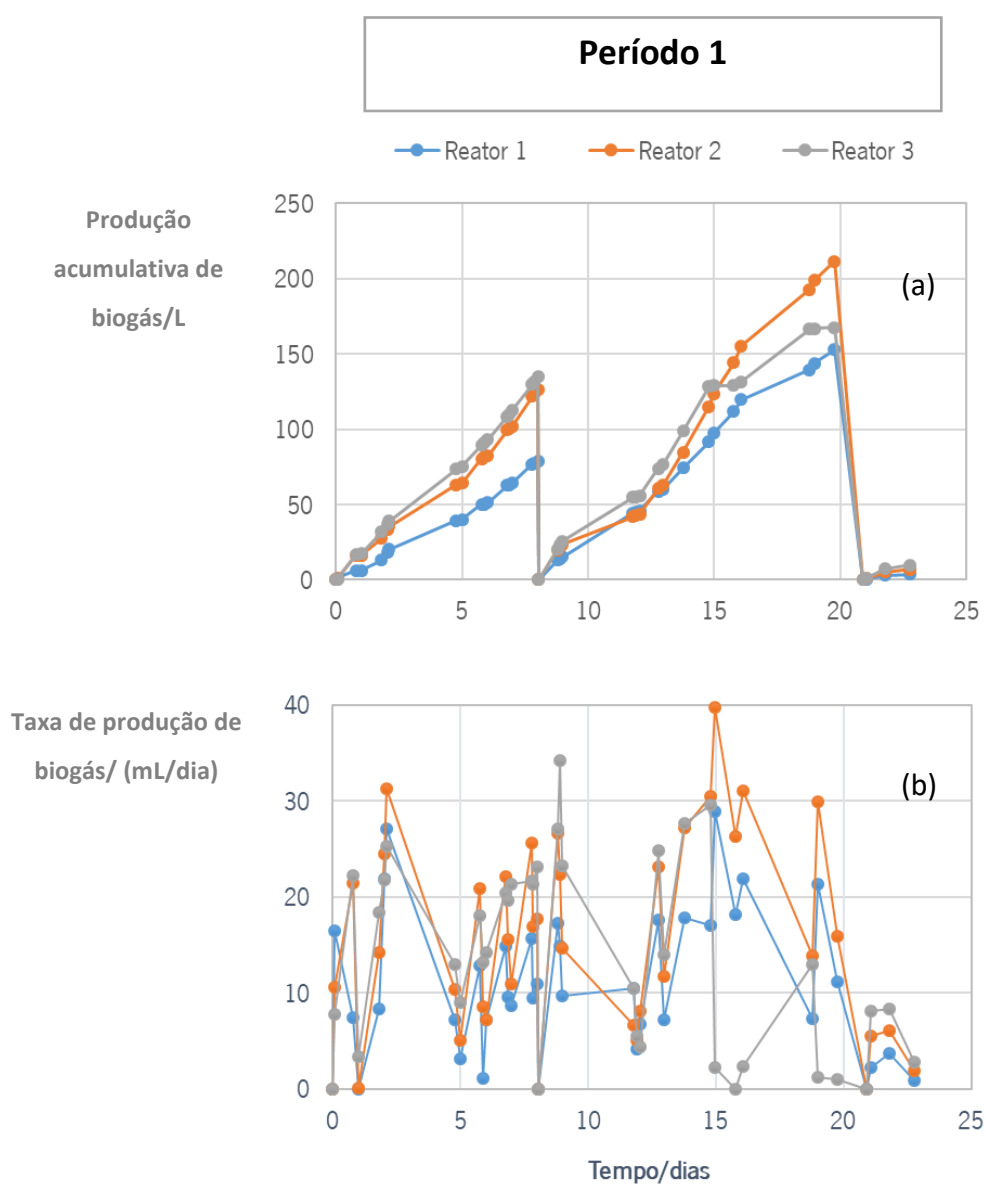 Período 1
Reator 1 Reator 2 Reator 3
Produção
acumulativa de
biogás/L
250
200
150
100
50
0
(a)
0 5 10 15 20 25
Taxa de produção de
biogás/ (mL/dia)
40
30
20
10
0
(b)
0 5 10 15 20 25
Tempo/dias